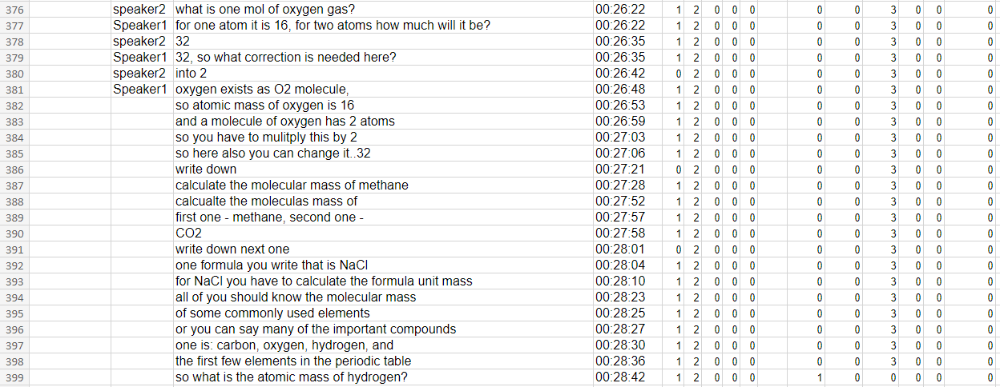 376 speaker2 what is one mol of oxygen gas? 00:26:22 1 2 0 0 0 0 0 3 0 0 0
377 Speaker1 for one atom it is 16, for two atoms how much will it be? 00:26:22 1 2 0 0 0 0 0 3 0 0 0
378 speaker2 32 00:26:35 1 2 0 0 0 0 0 3 0 0 0
379 Speaker1 32, so what correction is needed here? 00:26:35 1 2 0 0 0 0 0 3 0 0 0
380 speaker2 into 2 00:26:42 0 2 0 0 0 0 0 3 0 0 0
381 Speaker1 oxygen exists as O2 molecule, 00:26:48 1 2 0 0 0 0 0 3 0 0 0
382 so atomic mass of oxygen is 16 00:26:53 1 2 0 0 0 0 0 3 0 0 0
383 and a molecule of oxygen has 2 atoms 00:26:59 1 2 0 0 0 0 0 3 0 0 0
384 so you have to mulitply this by 2 00:27:03 1 2 0 0 0 0 0 3 0 0 0
385 so here also you can change it..32 00:27:06 1 2 0 0 0 0 0 3 0 0 0
386 write down 00:27:21 0 2 0 0 0 0 0 3 0 0 0
387 calculate the molecular mass of methane 00:27:28 1 2 0 0 0 0 0 3 0 0 0
388 calcualte the moleculas mass of 00:27:52 1 2 0 0 0 0 0 3 0 0 0
389 first one - methane, second one - 00:27:57 1 2 0 0 0 0 0 3 0 0 0
390 CO2 00:27:58 1 2 0 0 0 0 0 3 0 0 0
391 write down next one 00:28:01 0 2 0 0 0 0 0 3 0 0 0
392 one formula you write that is NaCl 00:28:04 1 2 0 0 0 0 0 3 0 0 0
393 for NaCl you have to calculate the formula unit mass 00:28:10 1 2 0 0 0 0 0 3 0 0 0
394 all of you should know the molecular mass 00:28:23 1 2 0 0 0 0 0 3 0 0 0
395 of some commonly used elements 00:28:25 1 2 0 0 0 0 0 3 0 0 0
396 or you can say many of the important compounds 00:28:27 1 2 0 0 0 0 0 3 0 0 0
397 one is: carbon, oxygen, hydrogen, and 00:28:30 1 2 0 0 0 0 0 3 0 0 0
398 the first few elements in the periodic table 00:28:36 1 2 0 0 0 0 0 3 0 0 0
399 so what is the atomic mass of hydrogen? 00:28:42 1 2 0 0 0 1 0 0 0 0 0